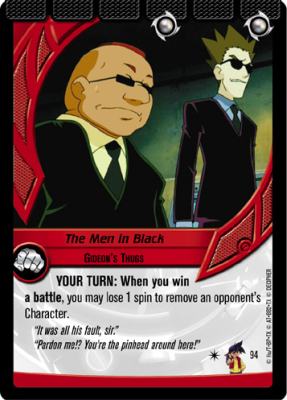 The Men in Black
GIDEON'S THUGS
YOUR TURN: When you win
a battle, you may lose 1 spin to remove an opponent's
Character.
"It was all his fault, sir."
"Pardon me!? You're the pinhead around here!"
94